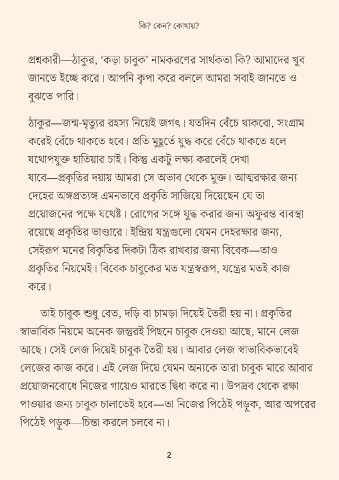 কি? কেন? কোথায়?
প্রশ্নকারী—ঠাকুর, ‘কড়া চাবুক’ নামকরণের সার্থকতা কি? আমাদের খুব
জানতে ইচ্ছে করে। আপনি কৃপা করে বললে আমরা সবাই জানতে ও
বুঝতে পারি।
ঠাকুর—জন্ম-মৃত্যুর রহস্য নিয়েই জগৎ। যতদিন বেঁচে থাকবো, সংগ্রাম
করেই বেঁচে থাকতে হবে। প্রতি মুহূর্তে যুদ্ধ করে বেঁচে থাকতে হলে
যথোপযুক্ত হাতিয়ার চাই। কিন্তু একটু লক্ষ্য করলেই দেখা
যাবে—প্রকৃতির দয়ায় আমরা সে অভাব থেকে মুক্ত। আত্মরক্ষার জন্য
দেহের অঙ্গপ্রত্যঙ্গ এমনভাবে প্রকৃতি সাজিয়ে দিয়েছেন যে তা
প্রয়োজনের পক্ষে যথেষ্ট। রোগের সঙ্গে যুদ্ধ করার জন্য অফুরন্ত ব্যবস্থা
রয়েছে প্রকৃতির ভাণ্ডারে। ইন্দ্রিয় যন্ত্রগুলো যেমন দেহরক্ষার জন্য,
সেইরূপ মনের বিকৃতির দিকটা ঠিক রাখবার জন্য বিবেক—তাও
প্রকৃতির নিয়মেই। বিবেক চাবুকের মত যন্ত্রস্বরূপ, যন্ত্রের মতই কাজ
করে।
তাই চাবুক শুধু বেত, দড়ি বা চামড়া দিয়েই তৈরী হয় না। প্রকৃতির
স্বাভাবিক নিয়মে অনেক জন্তুরই পিছনে চাবুক দেওয়া আছে, মানে লেজ
আছে। সেই লেজ দিয়েই চাবুক তৈরী হয়। আবার লেজ স্বাভাবিকভাবেই
লেজের কাজ করে। এই লেজ দিয়ে যেমন অন্যকে তারা চাবুক মারে আবার
প্রয়োজনবোধে নিজের গায়েও মারতে দ্বিধা করে না। উপদ্রব থেকে রক্ষা
পাওয়ার জন্য চাবুক চালাতেই হবে—তা নিজের পিঠেই পড়ুক, আর অপরের
পিঠেই পড়ুক—চিন্তা করলে চলবে না।
2